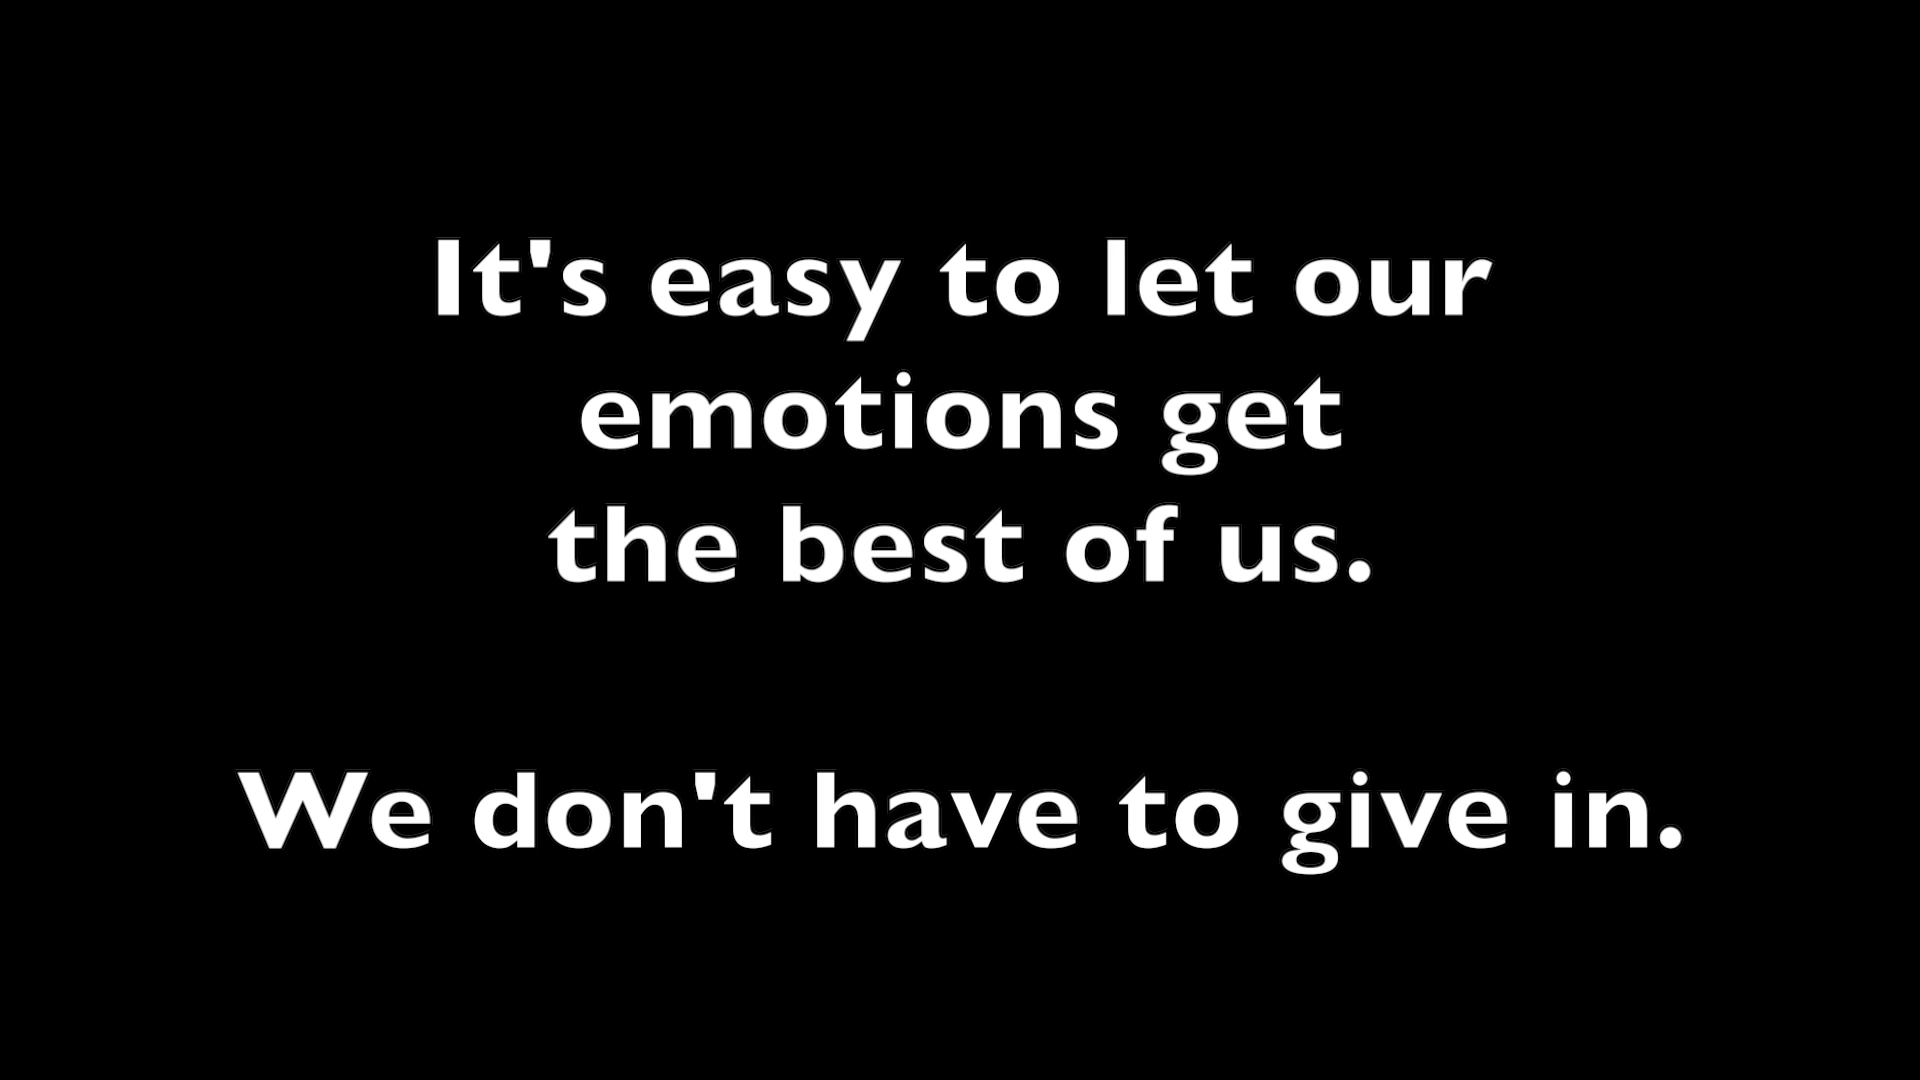 It's easy to let our
emotions get
the best of us.
We don't have to give in.